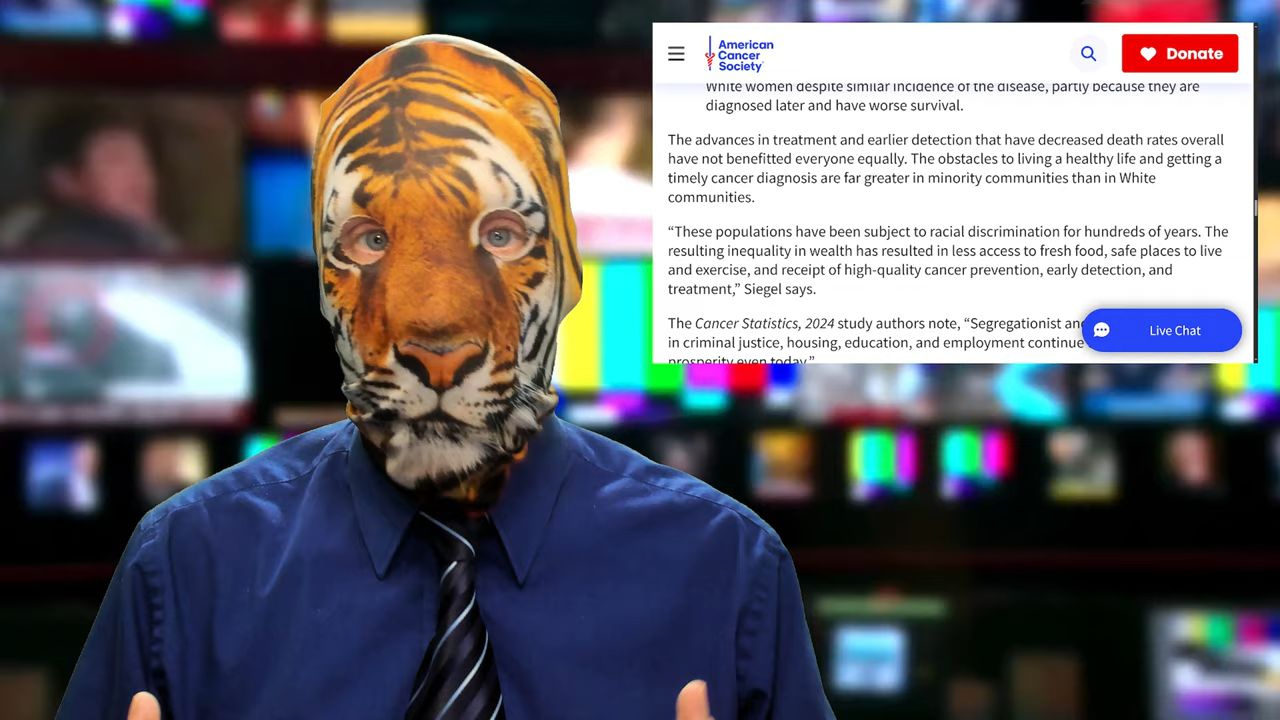 American
Cancer
Society
Donate
White women despite similar incidence of the disease, partly because they are
diagnosed later and have worse survival.
The advances in treatment and earlier detection that have decreased death rates overall
have not benefitted everyone equally. The obstacles to living a healthy life and getting a
timely cancer diagnosis are far greater in minority communities than in White
communities.
“These populations have been subject to racial discrimination for hundreds of years. The
resulting inequality in wealth has resulted in less access to fresh food, safe places to live
and exercise, and receipt of high-quality cancer prevention, early detection, and
treatment,” Siegel says.
The Cancer Statistics, 2024 study authors note, “Segregationist and
in criminal justice, housing, education, and employment continue
prosperity even today.”
Live Chat